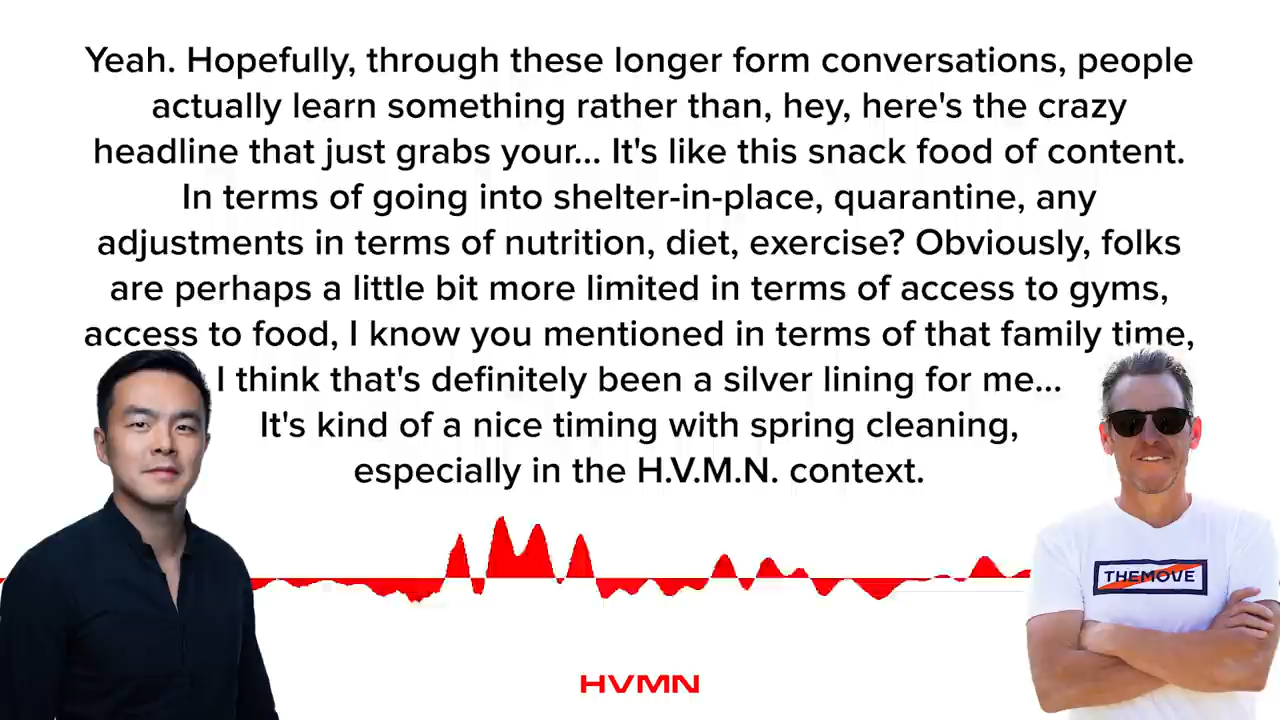 Yeah. Hopefully, through these longer form conversations, people
actually learn something rather than, hey, here's the crazy
headline that just grabs your... It's like this snack food of content.
In terms of going into shelter-in-place, quarantine, any
adjustments in terms of nutrition, diet, exercise? Obviously, folks
are perhaps a little bit more limited in terms of access to gyms,
access to food, I know you mentioned in terms of that family time,
I think that's definitely been a silver lining for me...
It's kind of a nice timing with spring cleaning,
especially in the H.V.M.N. context.
THEMOVE
HVMN